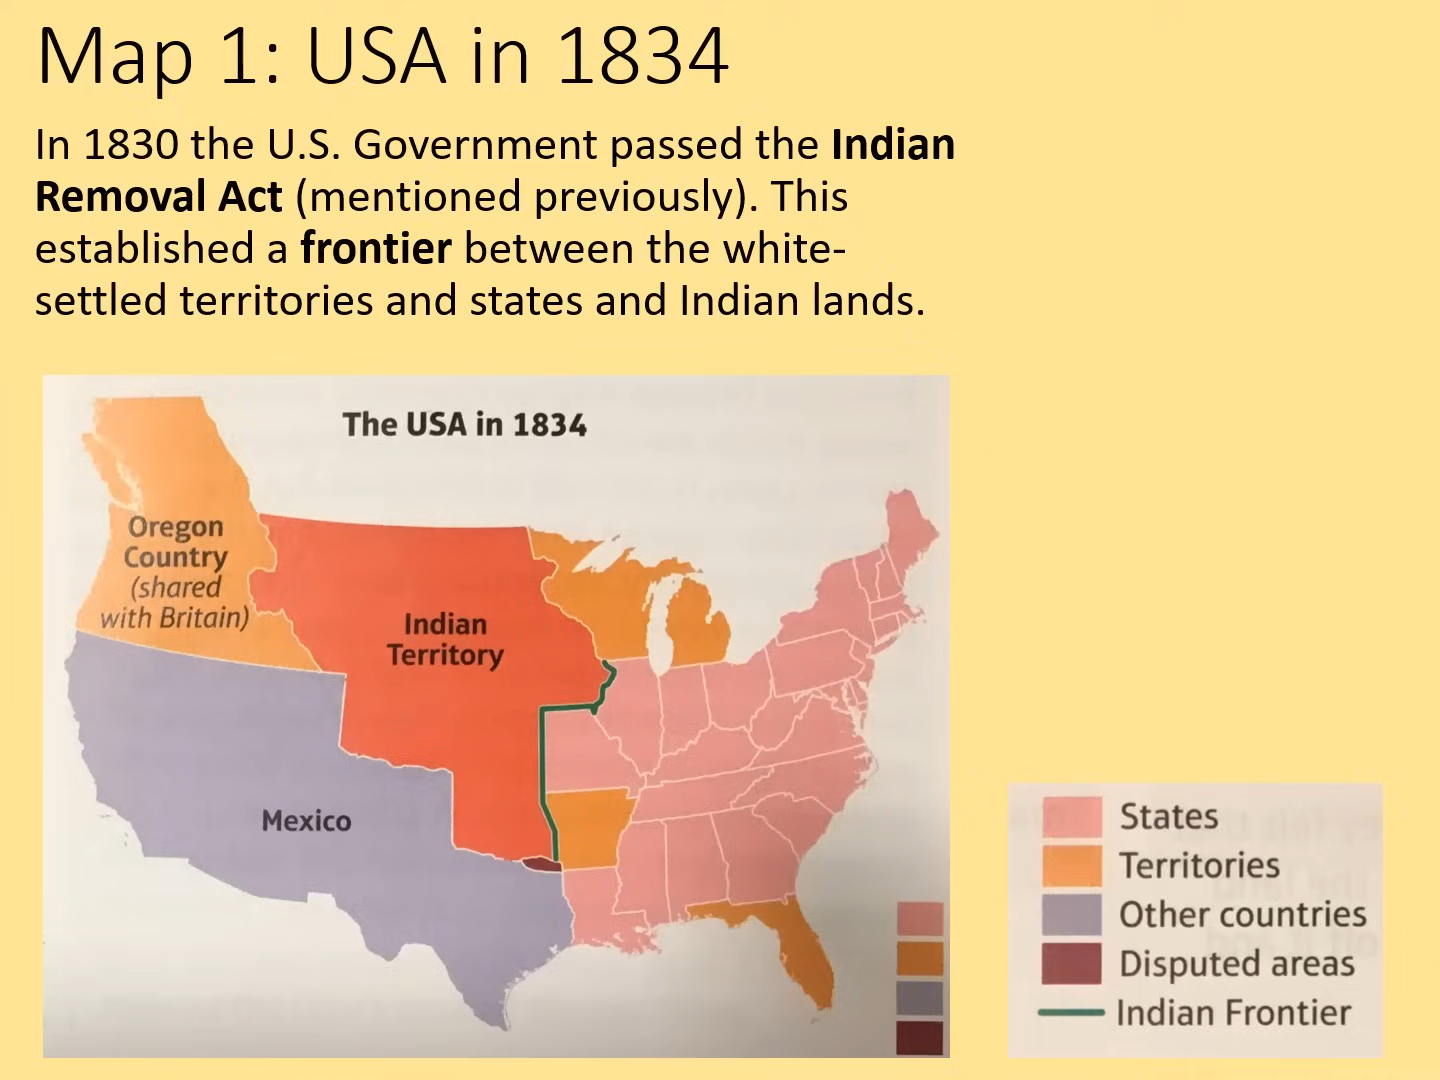 Map 1: USA in 1834
In 1830 the U.S. Government passed the Indian
Removal Act (mentioned previously). This
established a frontier between the white-
settled territories and states and Indian lands.
The USA in 1834
Oregon
Country
(shared
with Britain)
Indian
Territory
Mexico
States
Territories
Other countries
Disputed areas
Indian Frontier